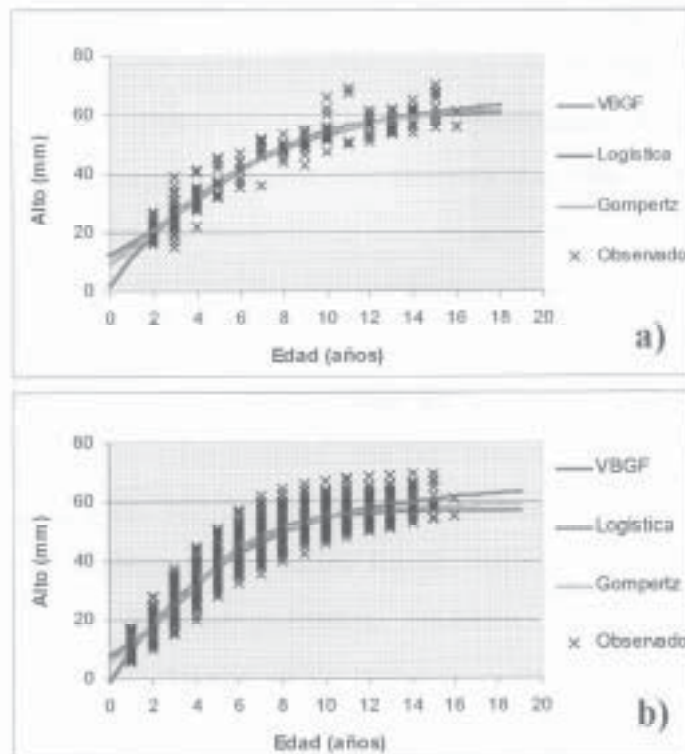 80
60
40
20
0
Alto (mm)
0 2 4 6 8 10 12 14 16 18 20
Edad (años)
VBGF
Logística
Gompertz
Observado
a)
80
60
40
20
0
Alto (mm)
0 2 4 6 8 10 12 14 16 18 20
Edad (años)
VBGF
Logística
Gompertz
Observado
b)